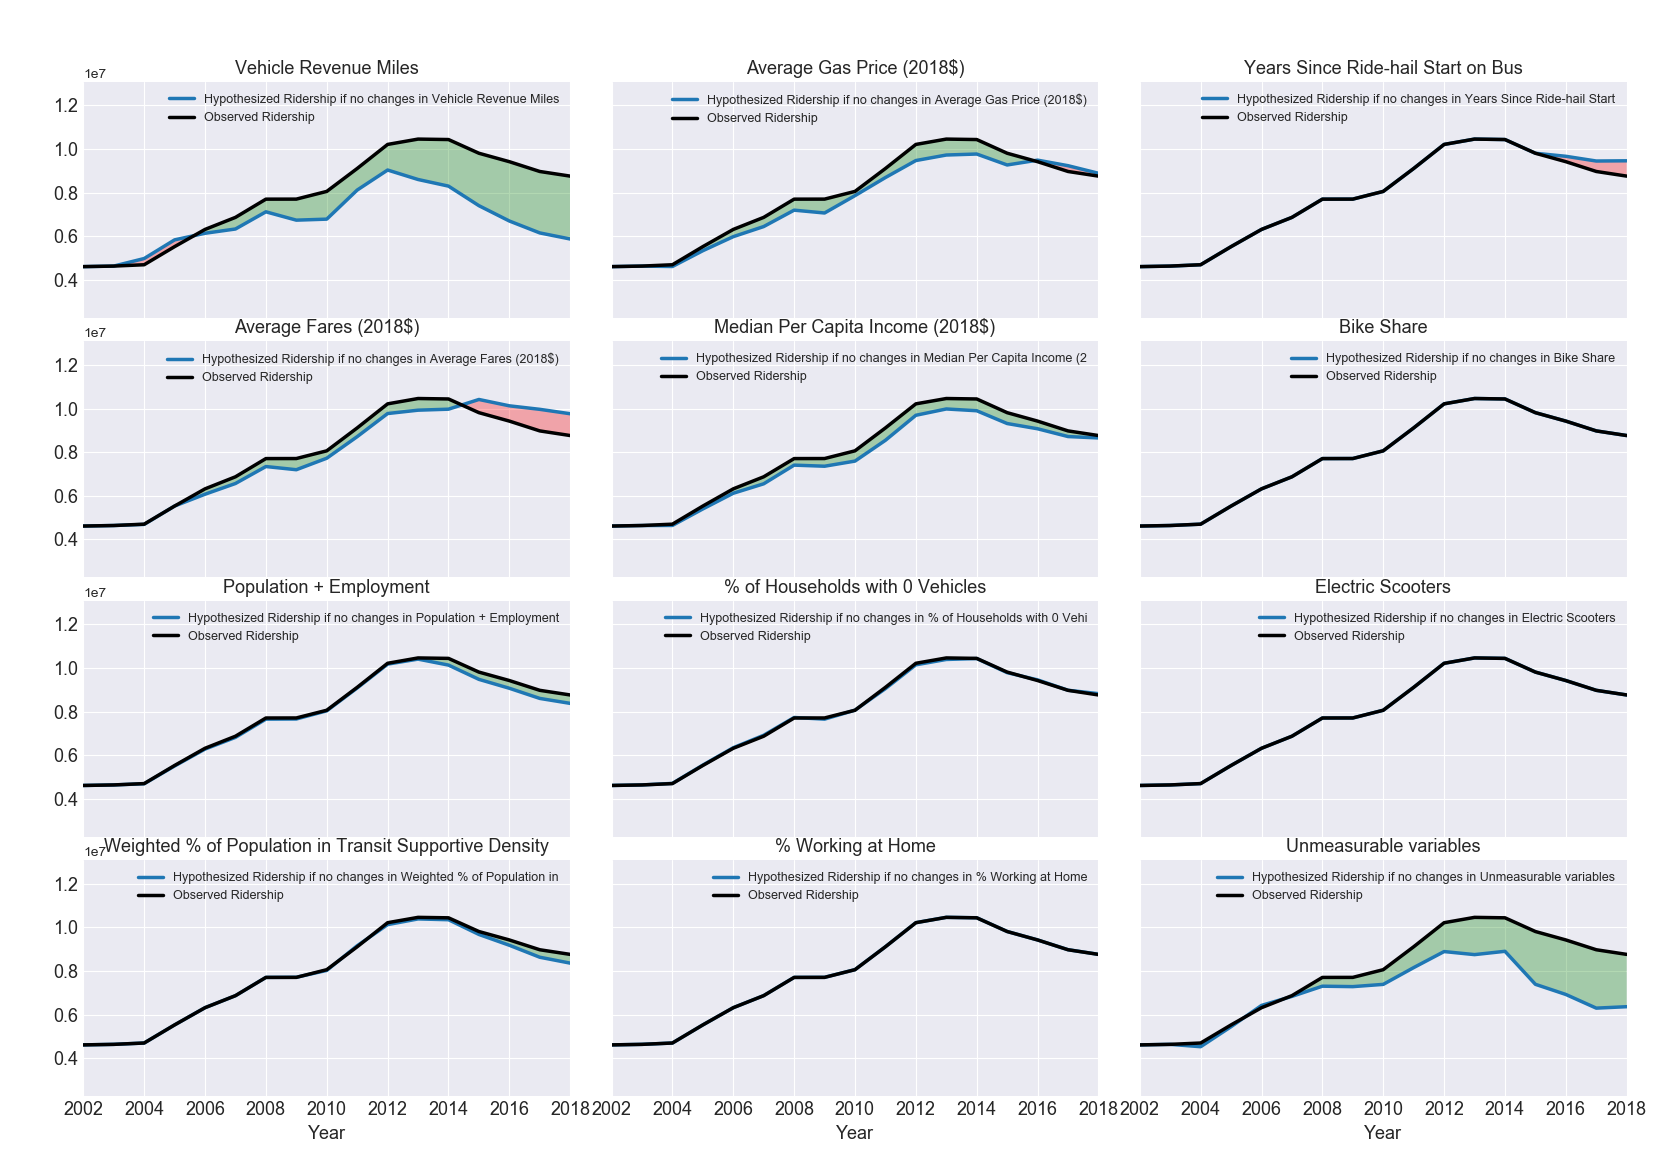 Vehicle Revenue Miles
1e7
Hypothesized Ridership if no changes in Vehicle Revenue Miles
Observed Ridership
1.2
1.0
0.8
0.6
0.4
Average Gas Price (2018$)
Hypothesized Ridership if no changes in Average Gas Price (2018$)
Observed Ridership
Years Since Ride-hail Start on Bus
Hypothesized Ridership if no changes in Years Since Ride-hail Start
Observed Ridership
Average Fares (2018$)
1e7
Hypothesized Ridership if no changes in Average Fares (2018$)
Observed Ridership
1.2
1.0
0.8
0.6
0.4
Median Per Capita Income (2018$)
Hypothesized Ridership if no changes in Median Per Capita Income (2
Observed Ridership
Bike Share
Hypothesized Ridership if no changes in Bike Share
Observed Ridership
Population + Employment
1e7
Hypothesized Ridership if no changes in Population + Employment
Observed Ridership
1.2
1.0
0.8
0.6
0.4
% of Households with 0 Vehicles
Hypothesized Ridership if no changes in % of Households with 0 Vehi
Observed Ridership
Electric Scooters
Hypothesized Ridership if no changes in Electric Scooters
Observed Ridership
Weighted % of Population in Transit Supportive Density
1e7
Hypothesized Ridership if no changes in Weighted % of Population in
Observed Ridership
1.2
1.0
0.8
0.6
0.4
2002 2004 2006 2008 2010 2012 2014 2016 2018
Year
% Working at Home
Hypothesized Ridership if no changes in % Working at Home
Observed Ridership
2002 2004 2006 2008 2010 2012 2014 2016 2018
Year
Unmeasurable variables
Hypothesized Ridership if no changes in Unmeasurable variables
Observed Ridership
2002 2004 2006 2008 2010 2012 2014 2016 2018
Year